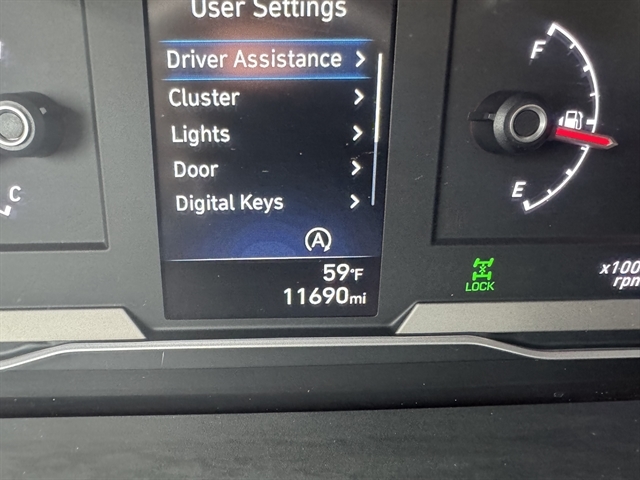 User Settings
Driver Assistance >
Cluster >
Lights >
Door >
Digital Keys >
A
59°F
11690mi
F
E
C
LOCK
x100
rpm